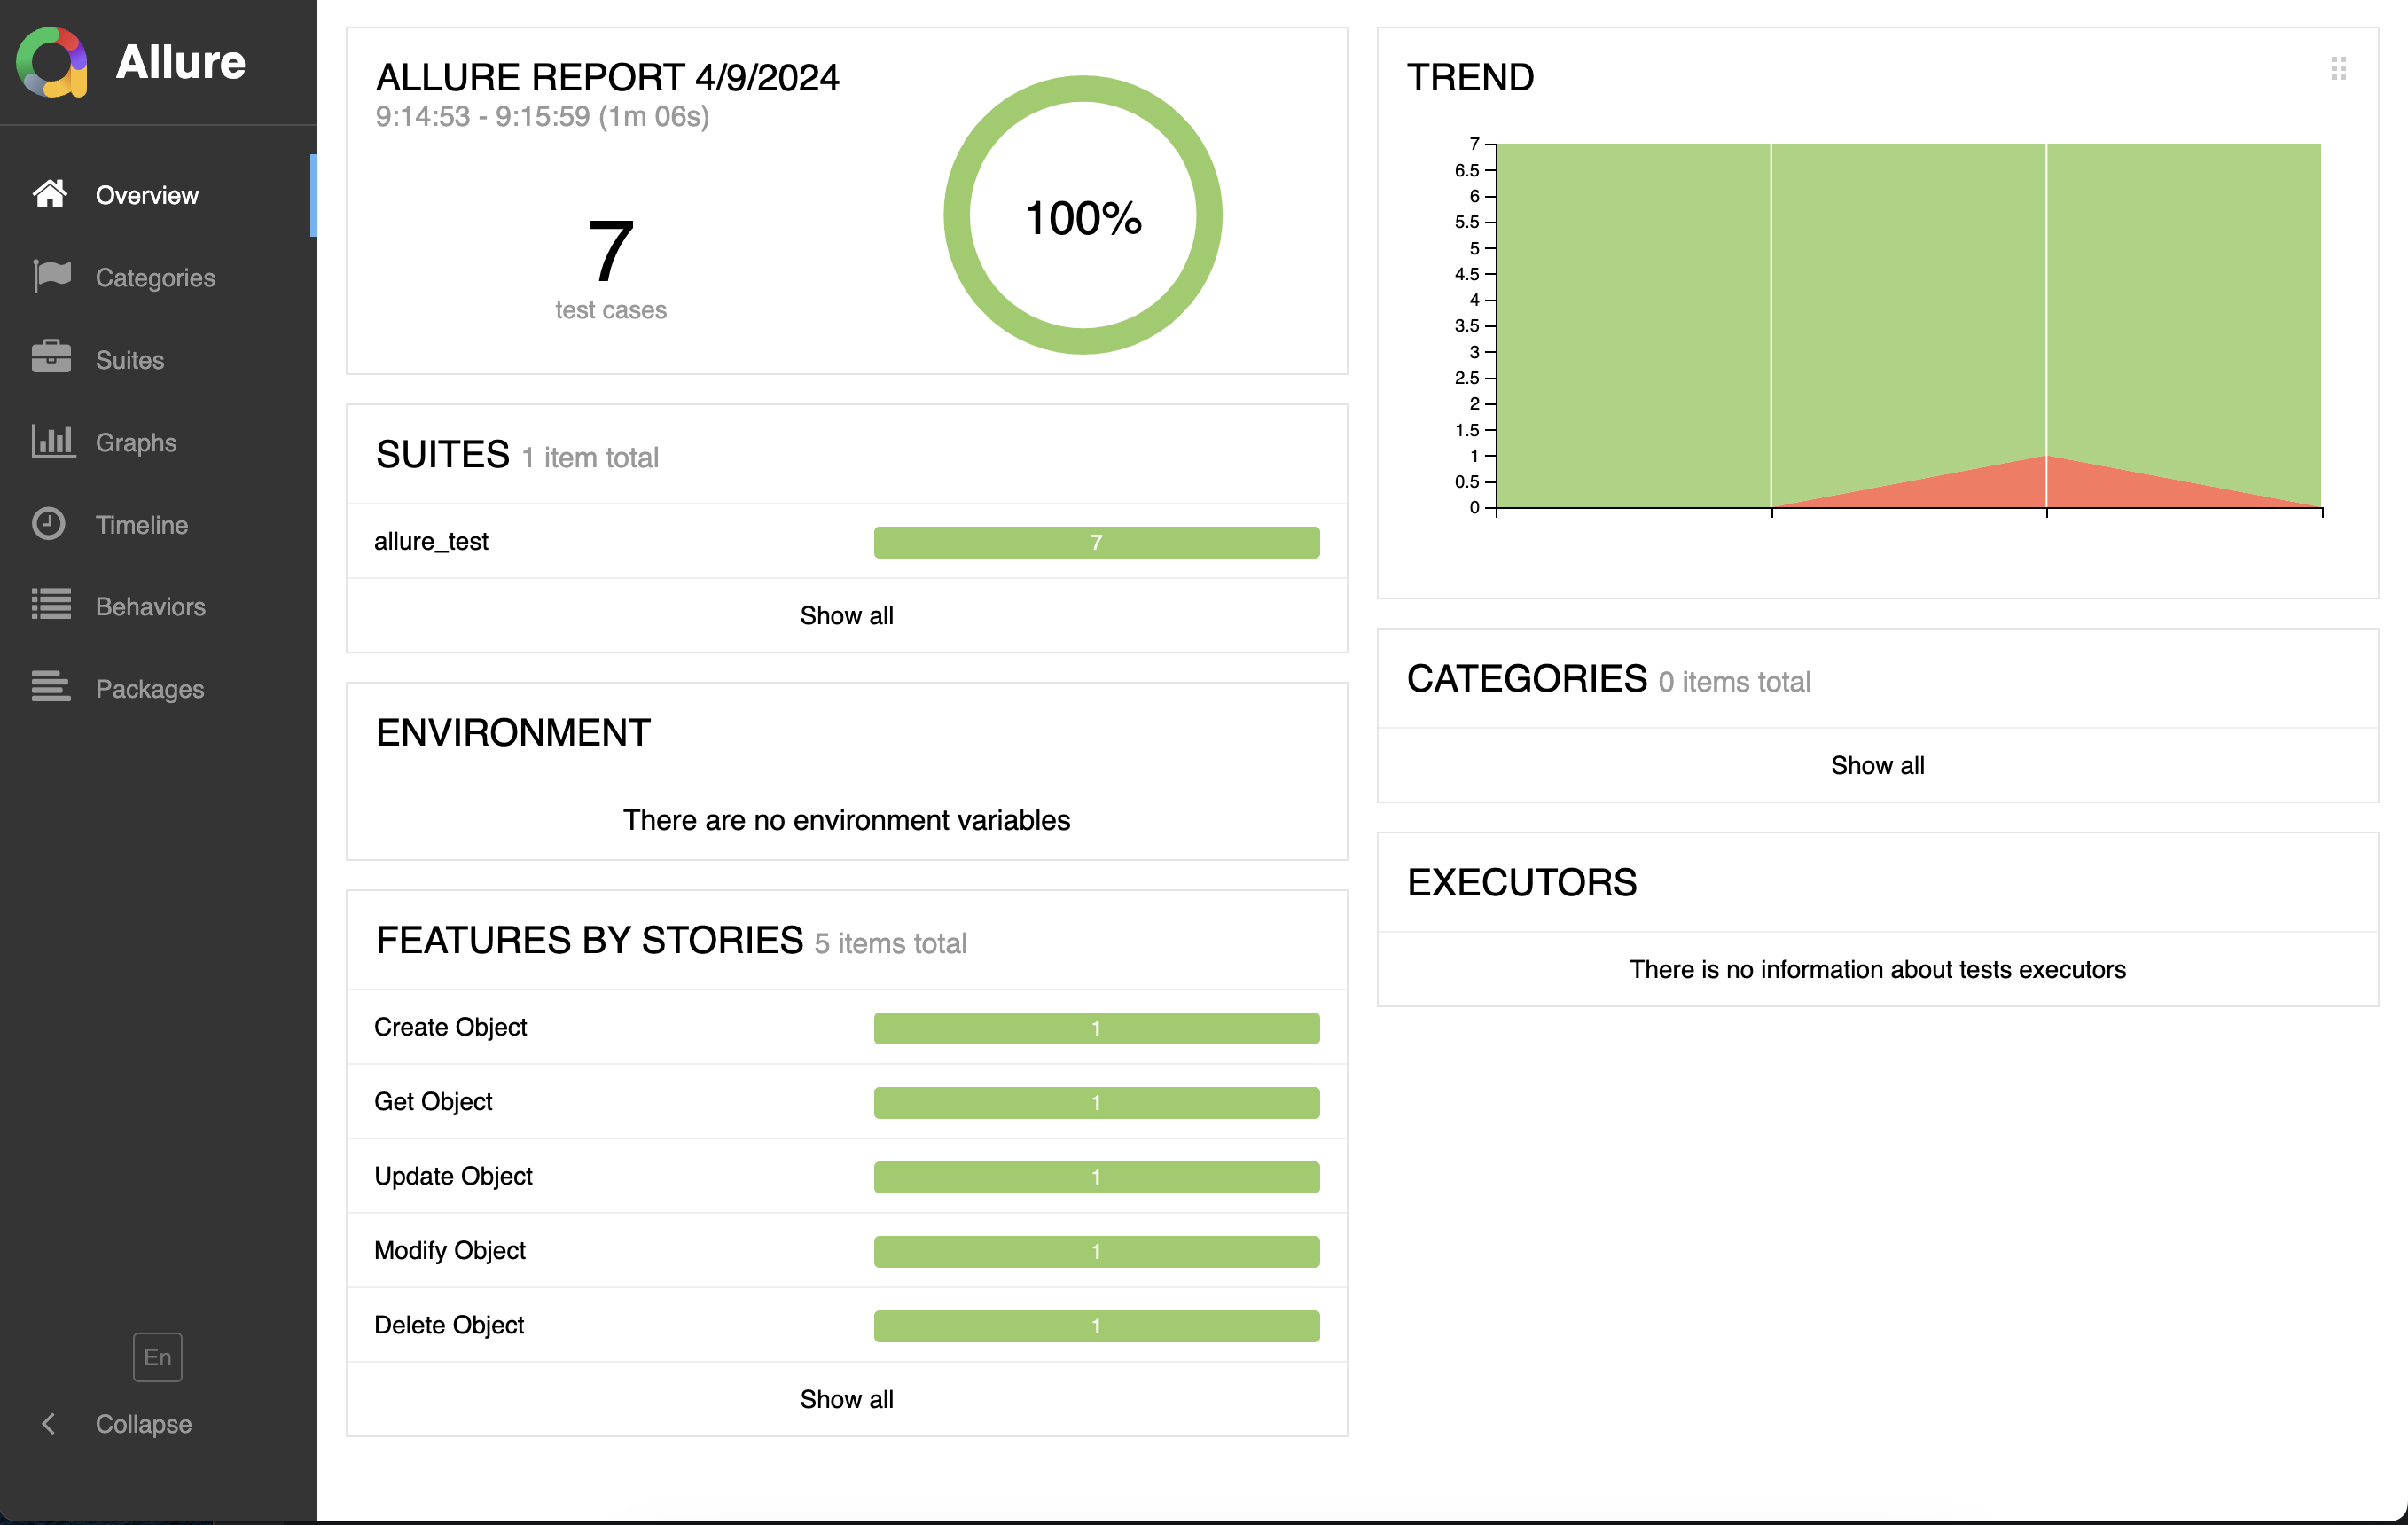 Allure
Overview
Categories
Suites
Graphs
Timeline
Behaviors
Packages
En
Collapse
ALLURE REPORT 4/9/2024
9:14:53 - 9:15:59 (1m 06s)
7
test cases
100%
SUITES 1 item total
allure_test 7
Show all
ENVIRONMENT
There are no environment variables
FEATURES BY STORIES 5 items total
Create Object 1
Get Object 1
Update Object 1
Modify Object 1
Delete Object 1
Show all
TREND
7
6.5
6
5.5
5
4.5
4
3.5
3
2.5
2
1.5
1
0.5
0
CATEGORIES 0 items total
Show all
EXECUTORS
There is no information about tests executors